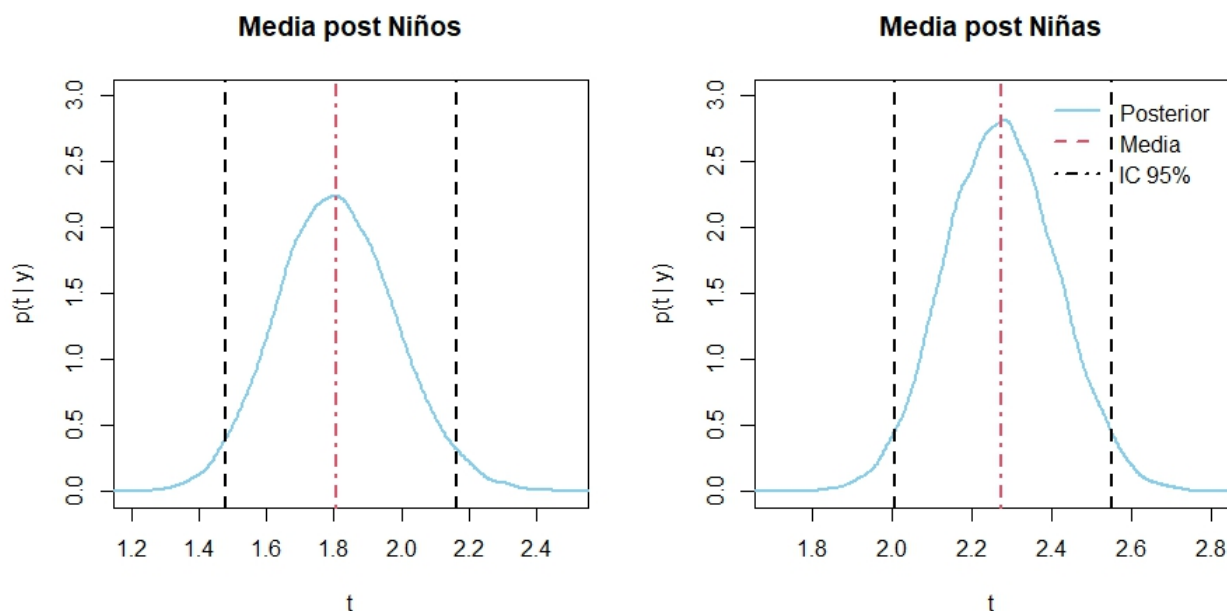 Media post Niños
p(t | y)
3.0
2.5
2.0
1.5
1.0
0.5
0.0
1.2 1.4 1.6 1.8 2.0 2.2 2.4
t
Media post Niñas
p(t | y)
3.0
2.5
2.0
1.5
1.0
0.5
0.0
Posterior
Media
IC 95%
1.8 2.0 2.2 2.4 2.6 2.8
t